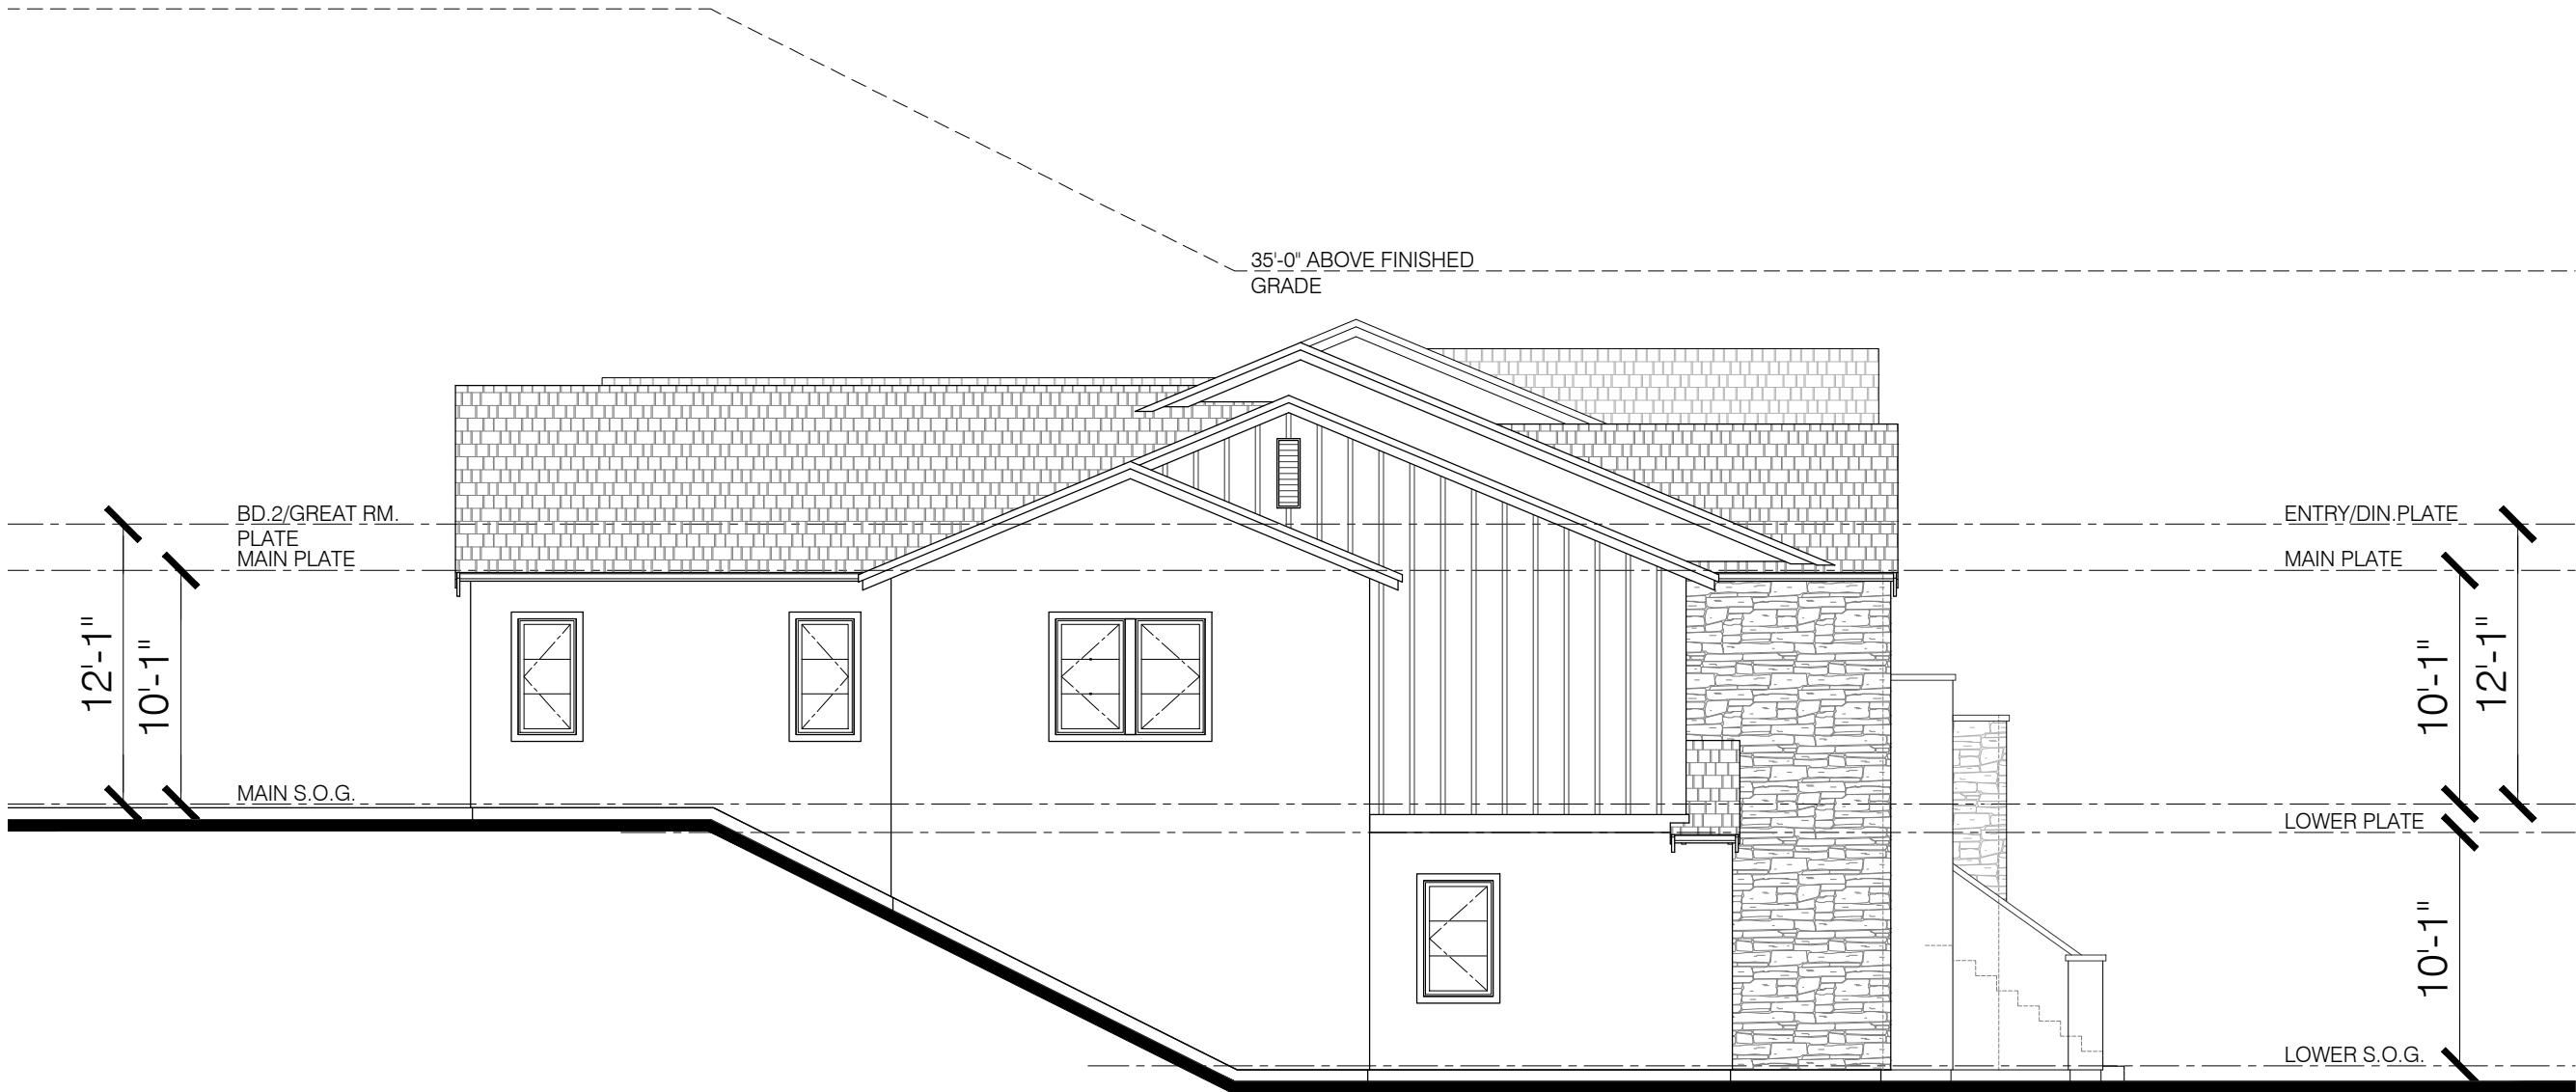 35'-0" ABOVE FINISHED
GRADE
BD.2/GREAT RM.
PLATE
MAIN PLATE
12'-1"
10'-1"
MAIN S.O.G.
ENTRY/DIN.PLATE
MAIN PLATE
10'-1"
12'-1"
LOWER PLATE
10'-1"
LOWER S.O.G.